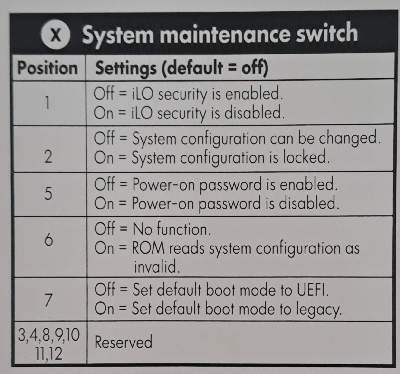 X System maintenance switch
Position Settings (default = off)
1 Off = iLO security is enabled.
On = iLO security is disabled.
2 Off = System configuration can be changed.
On = System configuration is locked.
5 Off = Power-on password is enabled.
On = Power-on password is disabled.
6 Off = No function.
On = ROM reads system configuration as
invalid.
7 Off = Set default boot mode to UEFI.
On = Set default boot mode to legacy.
3,4,8,9,10
11,12
Reserved